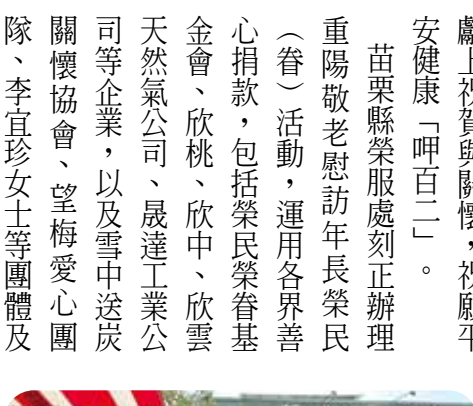 獻上祝賀與關懷，祝願平
安健康「呷百二」。
苗栗縣榮服處刻正辦理
重陽敬老慰訪年長榮民
（眷）活動，運用各界善
心捐款，包括榮民榮眷基
金會、欣桃、欣中、欣雲
天然氣公司、晟達工業公
司等企業，以及雪中送炭
關懷協會、望梅愛心團
隊、李宜珍女士等團體及